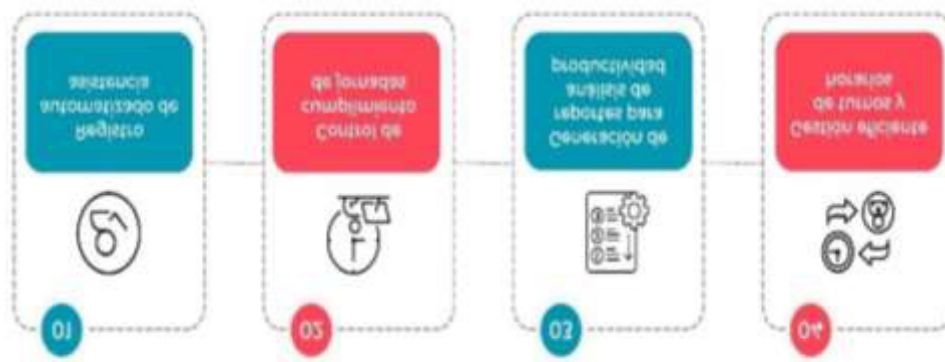 01
Registro
automatizado de
asistencia
02
Control de
cumplimiento
de jornadas
03
Generación de
reportes para
análisis de
productividad
04
Gestión eficiente
de turnos y
horarios